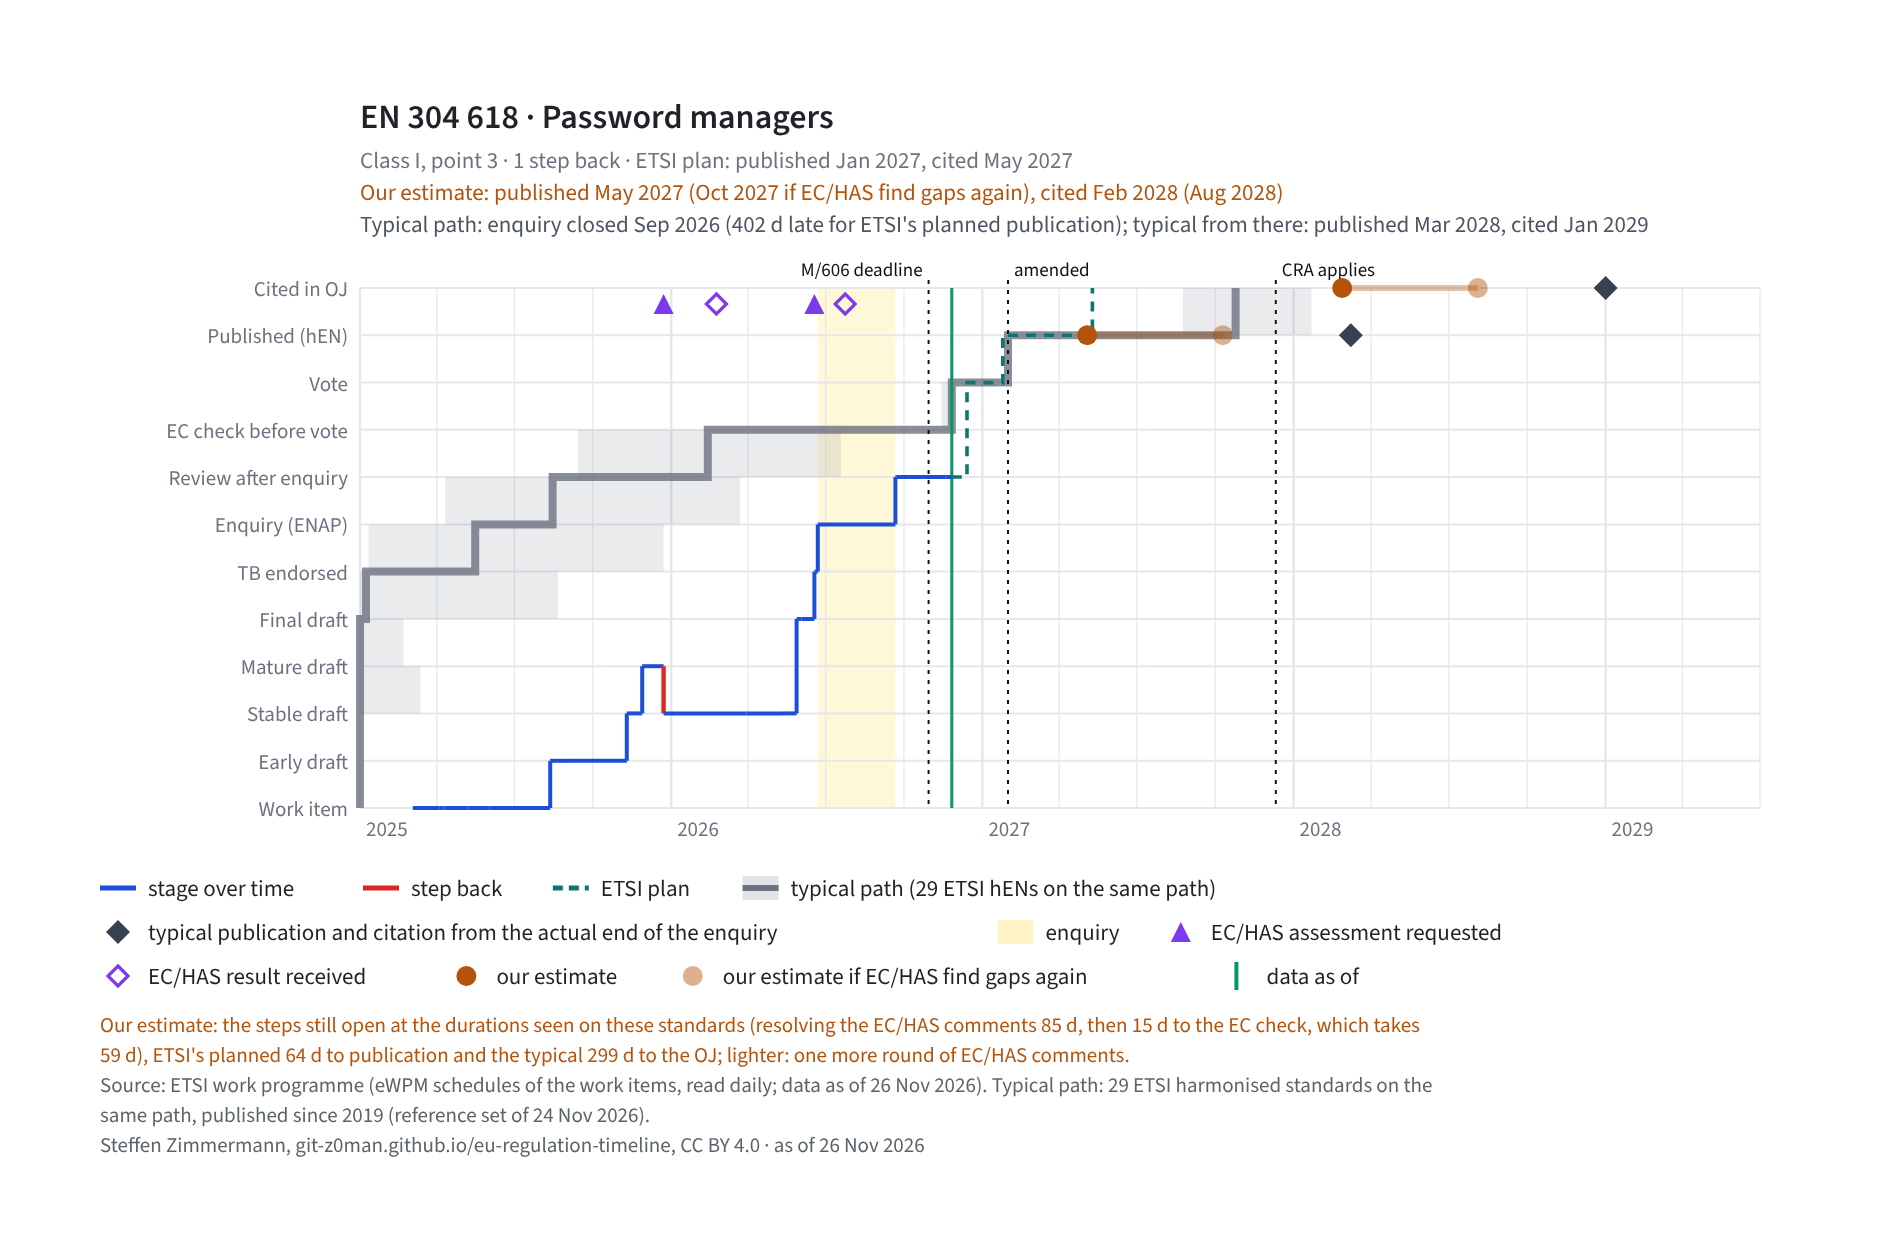 EN 304 618 · Password managers
Class I, point 3 · 1 step back · ETSI plan: published Jan 2027, cited May 2027
Our estimate: published May 2027 (Oct 2027 if EC/HAS find gaps again), cited Feb 2028 (Aug 2028)
Typical path: enquiry closed Sep 2026 (402 d late for ETSI's planned publication); typical from there: published Mar 2028, cited Jan 2029
M/606 deadline
amended
CRA applies
Cited in OJ
Published (hEN)
Vote
EC check before vote
Review after enquiry
Enquiry (ENAP)
TB endorsed
Final draft
Mature draft
Stable draft
Early draft
Work item
2025
2026
2027
2028
2029
stage over time
step back
ETSI plan
typical path (29 ETSI hENs on the same path)
typical publication and citation from the actual end of the enquiry
enquiry
EC/HAS assessment requested
EC/HAS result received
our estimate
our estimate if EC/HAS find gaps again
data as of
Our estimate: the steps still open at the durations seen on these standards (resolving the EC/HAS comments 85 d, then 15 d to the EC check, which takes
59 d), ETSI's planned 64 d to publication and the typical 299 d to the OJ; lighter: one more round of EC/HAS comments.
Source: ETSI work programme (eWPM schedules of the work items, read daily; data as of 26 Nov 2026). Typical path: 29 ETSI harmonised standards on the
same path, published since 2019 (reference set of 24 Nov 2026).
Steffen Zimmermann, git-z0man.github.io/eu-regulation-timeline, CC BY 4.0 · as of 26 Nov 2026